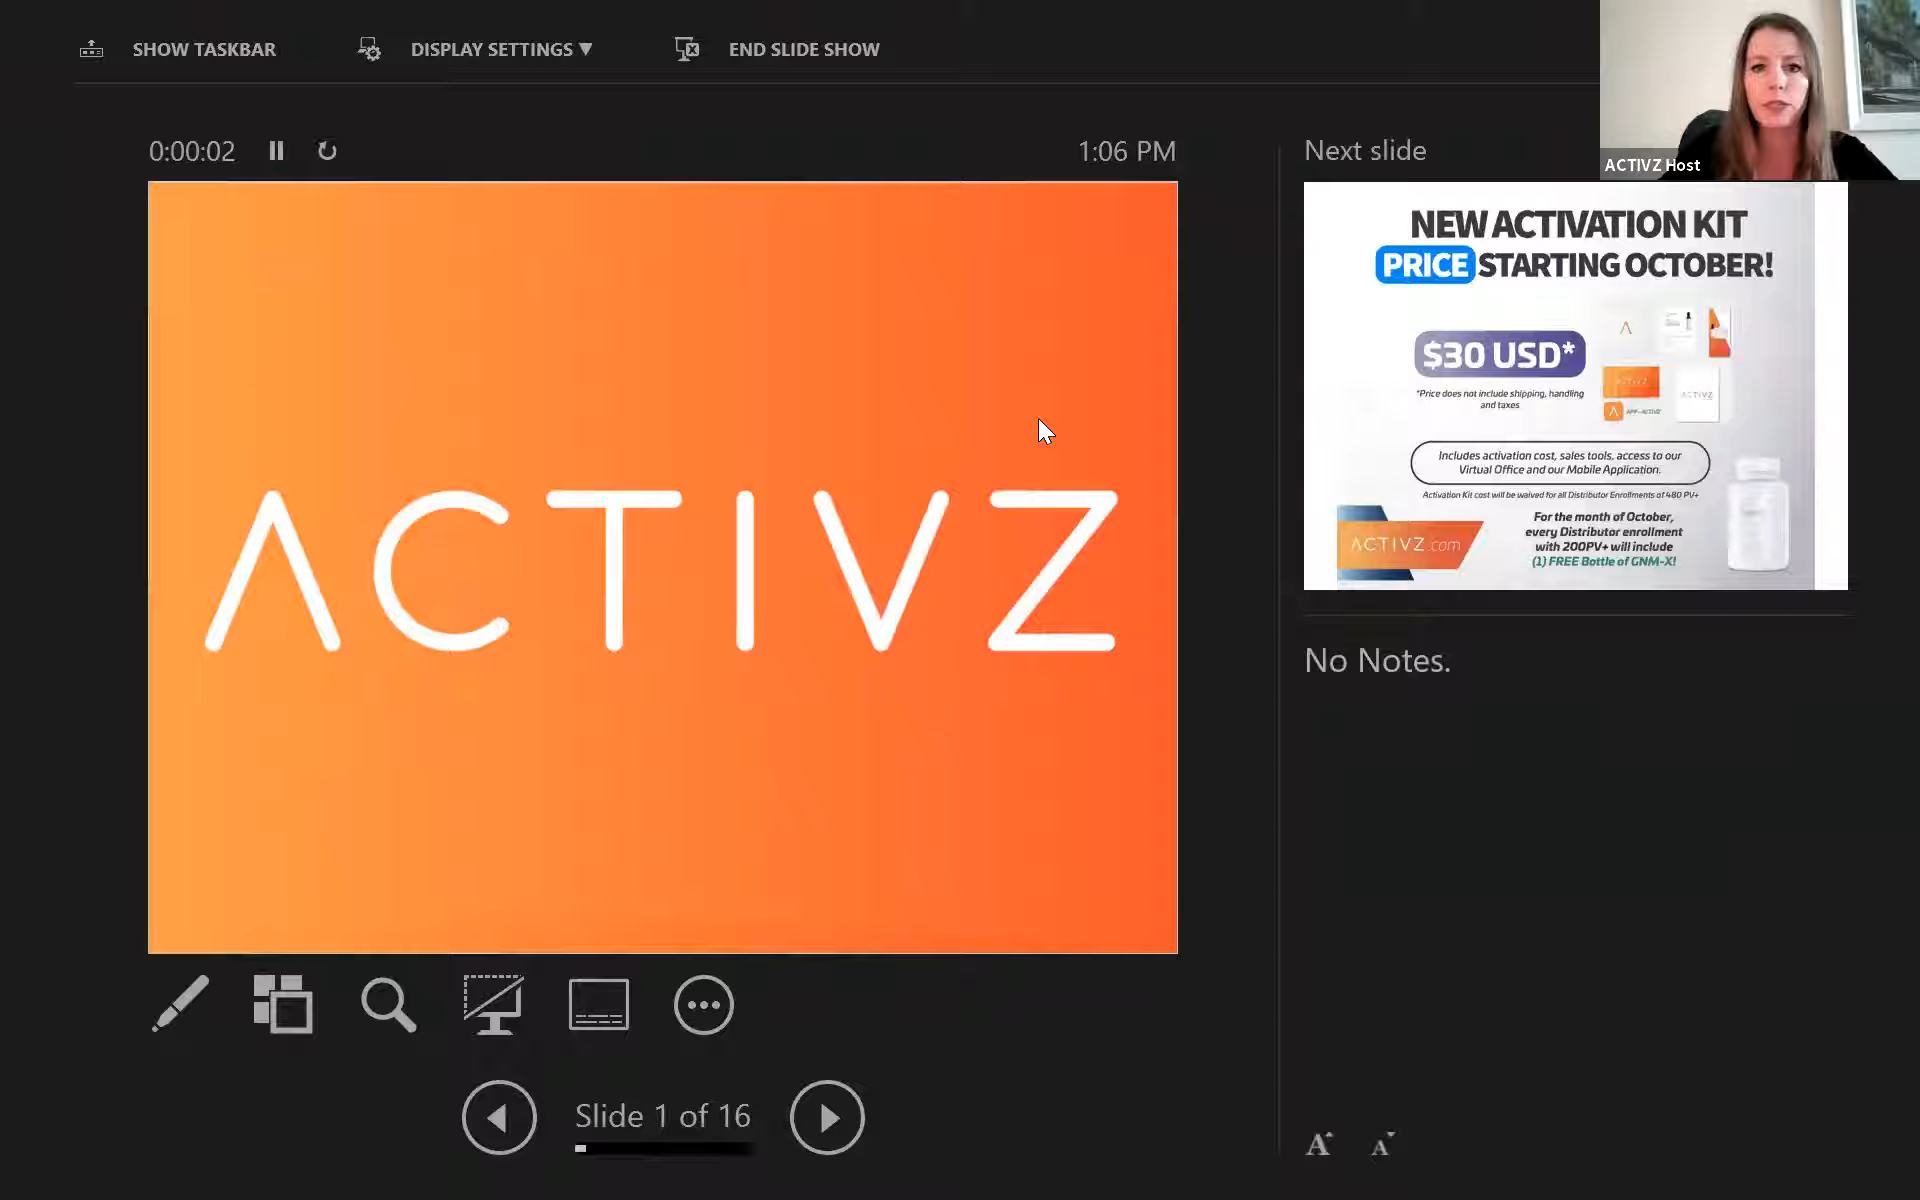 SHOW TASKBAR
DISPLAY SETTINGS ▼
END SLIDE SHOW
ACTIVZ Host
0:00:02
1:06 PM
ACTIVZ
Slide 1 of 16
Next slide
NEW ACTIVATION KIT
PRICE STARTING OCTOBER!
$30 USD*
*Price does not include shipping, handling
and taxes
ACTIVZ
ACTIVZ
Includes activation cost, sales tools, access to our
Virtual Office and our Mobile Application.
Activation Kit cost will be waived for all Distributor Enrollments of 480 PV+
ACTIVZ.com
For the month of October,
every Distributor enrollment
with 200PV+ will include
(1) FREE Bottle of GNM-X!
No Notes.
A A